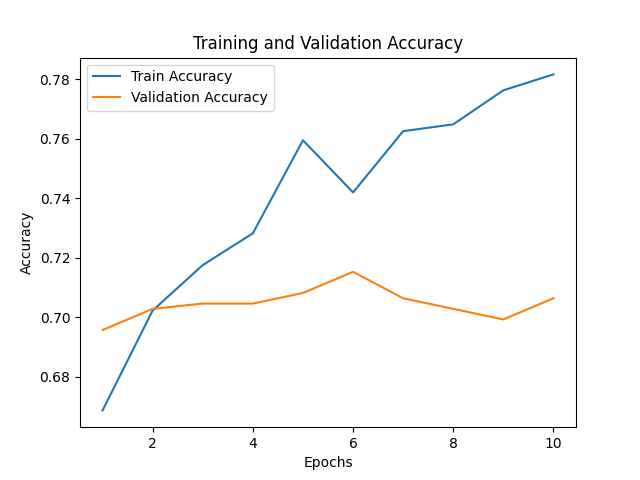 Training and Validation Accuracy
Train Accuracy
Validation Accuracy
0.78
0.76
0.74
0.72
0.70
0.68
Accuracy
2 4 6 8 10
Epochs